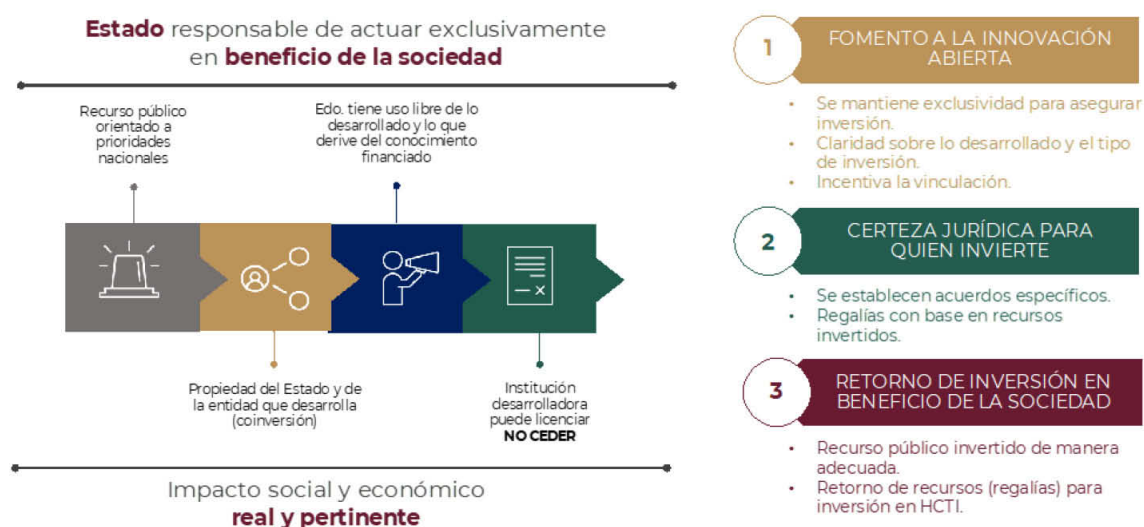 Estado responsable de actuar exclusivamente
en beneficio de la sociedad
Recurso público
orientado a
prioridades
nacionales
Edo. tiene uso libre de lo
desarrollado y lo que
derive del conocimiento
financiado
Propiedad del Estado y de
la entidad que desarrolla
(coinversión)
Institución
desarrolladora
puede licenciar
NO CEDER
Impacto social y económico
real y pertinente
1
FOMENTO A LA INNOVACIÓN
ABIERTA
• Se mantiene exclusividad para asegurar
inversión.
• Claridad sobre lo desarrollado y el tipo
de inversión.
• Incentiva la vinculación.
2
CERTEZA JURÍDICA PARA
QUIEN INVIERTE
• Se establecen acuerdos específicos.
• Regalías con base en recursos
invertidos.
3
RETORNO DE INVERSIÓN EN
BENEFICIO DE LA SOCIEDAD
• Recurso público invertido de manera
adecuada.
• Retorno de recursos (regalías) para
inversión en HCTI.